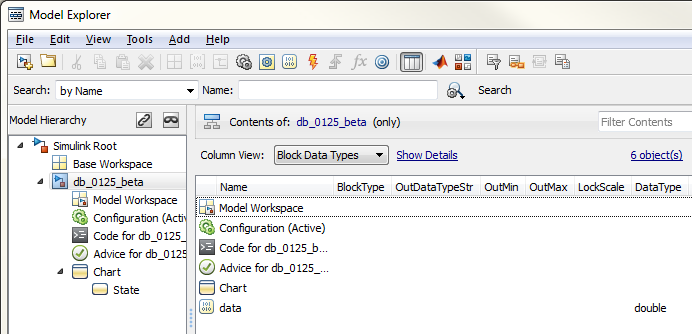 Model Explorer
File Edit View Tools Add Help
fx
Search: by Name Name: Search
Model Hierarchy
Simulink Root
Base Workspace
db_0125_beta
Model Workspace
Configuration (Active
Code for db_0125_
Advice for db_0125_
Chart
State
Contents of: db_0125_beta (only) Filter Contents
Column View: Block Data Types Show Details 6 object(s)
Name BlockType OutDataTypeStr OutMin OutMax LockScale DataType
Model Workspace
Configuration (Active)
Code for db_0125_b...
Advice for db_0125_...
Chart
data double